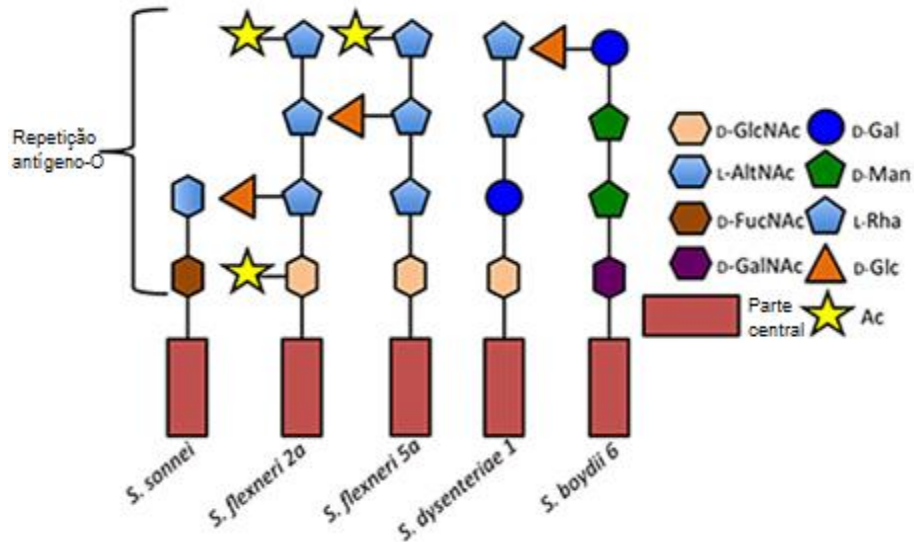 Repetição
antígeno-O
D-GlcNAc
D-Gal
L-AltNAc
D-Man
D-FucNAc
L-Rha
D-GalNAc
D-Glc
Parte
central
Ac
S. sonnei
S. flexneri 2a
S. flexneri 5a
S. dysenteriae 1
S. boydii 6